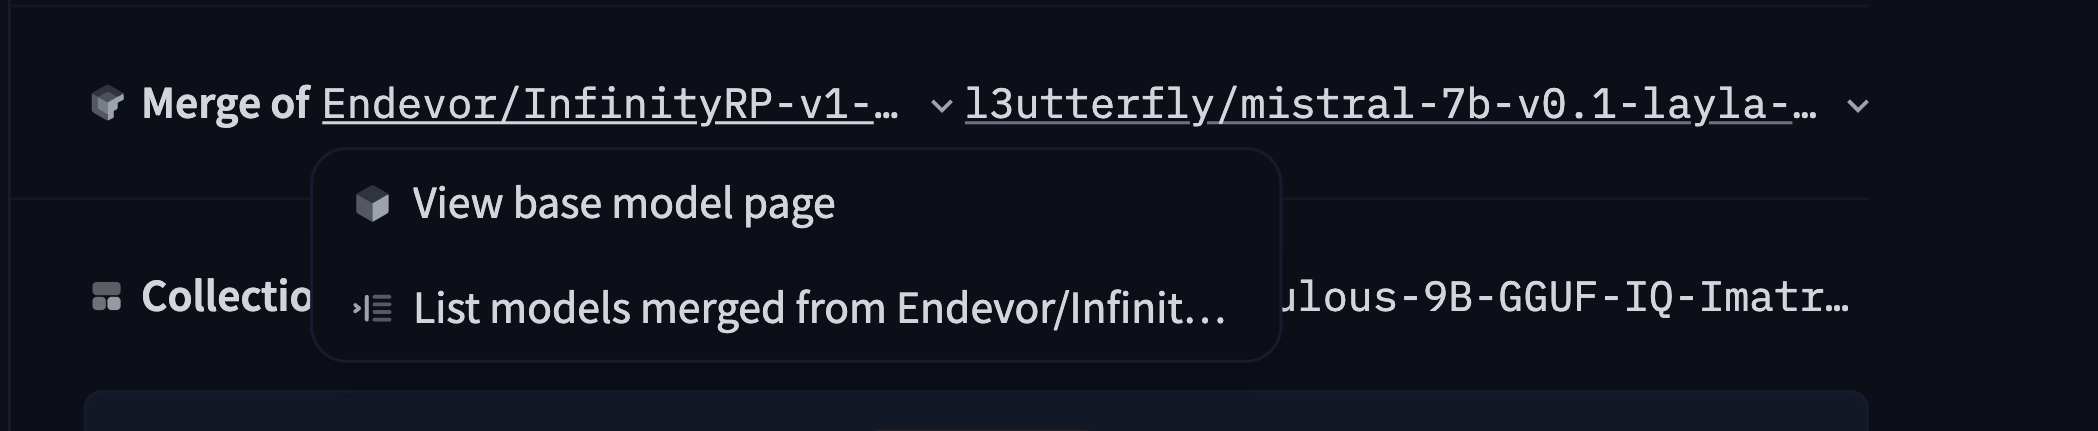 Merge of Endevor/InfinityRP-v1-… l3utterfly/mistral-7b-v0.1-layla-…
View base model page
List models merged from Endevor/Infinit…
Collectio ulous-9B-GGUF-IQ-Imatr…